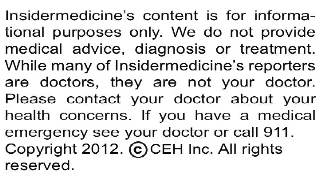 Insidermedicine's content is for informa-
tional purposes only. We do not provide
medical advice, diagnosis or treatment.
While many of Insidermedicine's reporters
are doctors, they are not your doctor.
Please contact your doctor about your
health concerns. If you have a medical
emergency see your doctor or call 911.
Copyright 2012. ©CEH Inc. All rights
reserved.